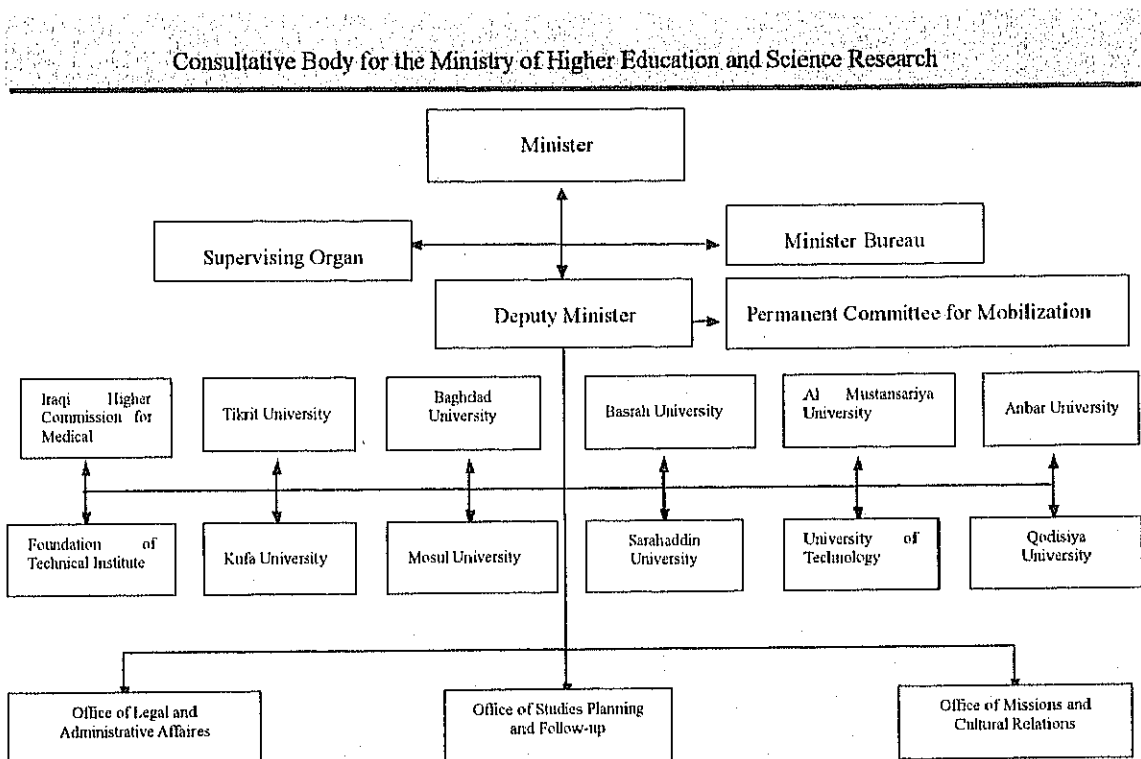 Consultative Body for the Ministry of Higher Education and Science Research
Minister
Supervising Organ
Minister Bureau
Deputy Minister
Permanent Committee for Mobilization
Iraqi Higher
Commission for
Medical
Tikrit University
Baghdad
University
Basrah University
Al Mustansariya
University
Anbar University
Foundation of
Technical Institute
Kufa University
Mosul University
Sarahaddin
University
University of
Technology
Qodisiya
University
Office of Legal and
Administrative Affaires
Office of Studies Planning
and Follow-up
Office of Missions and
Cultural Relations